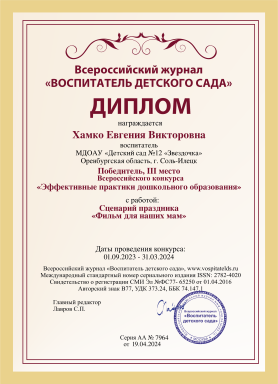 Всероссийский журнал
«ВОСПИТАТЕЛЬ ДЕТСКОГО САДА»
ДИПЛОМ
награждается
Хамко Евгения Викторовна
воспитатель
МДОАУ «Детский сад №12 «Звездочка»
Оренбургская область, г. Соль-Илецк
Победитель, III место
Всероссийского конкурса
«Эффективные практики дошкольного образования»
с работой:
Сценарий праздника
«Фильм для наших мам»
Даты проведения конкурса:
01.09.2023 - 31.03.2024
Всероссийский журнал «Воспитатель детского сада», www.vospitatelds.ru
Международный стандартный номер сериального издания ISSN: 2782-4020
Свидетельство о регистрации СМИ Эл №ФС77- 65250 от 01.04.2016
Авторский знак В77, УДК 373.24, ББК 74.147.1
Главный редактор
Лавров С.П.
«Воспитатель
детского сада»
Серия АА № 7964
от 19.04.2024